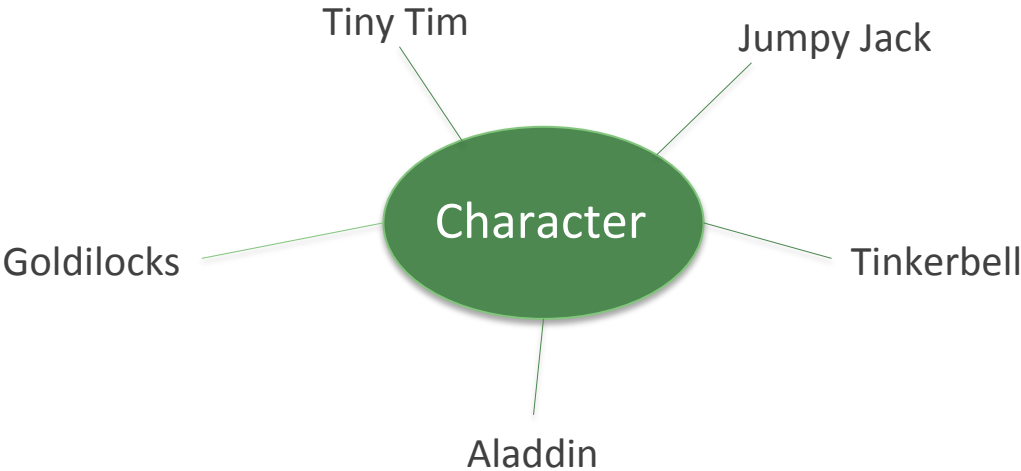 Tiny Tim
Jumpy Jack
Character
Goldilocks
Tinkerbell
Aladdin